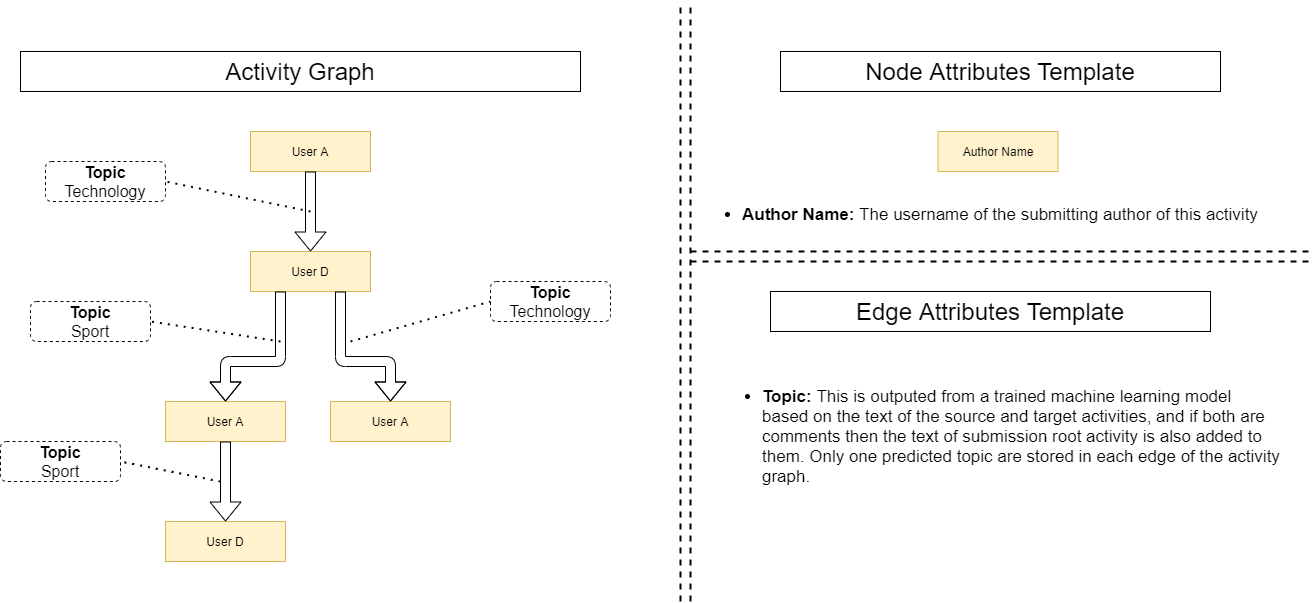 Activity Graph
User A
Topic
Technology
User D
Topic
Sport
Topic
Technology
User A
User A
Topic
Sport
User D
Node Attributes Template
Author Name
• Author Name: The username of the submitting author of this activity
Edge Attributes Template
• Topic: This is outputed from a trained machine learning model
based on the text of the source and target activities, and if both are
comments then the text of submission root activity is also added to
them. Only one predicted topic are stored in each edge of the activity
graph.